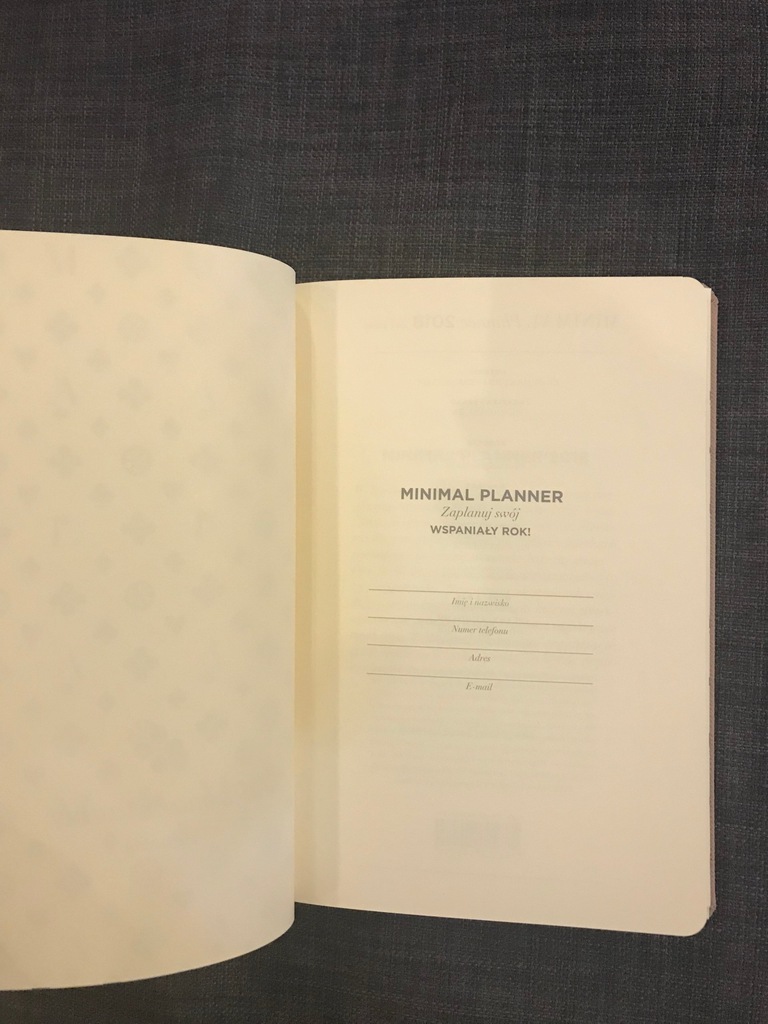 MINIMAL PLANNER
Zaplanuj swój
WSPANIAŁY ROK!
Imię i nazwisko
Numer telefonu
Adres
E-mail